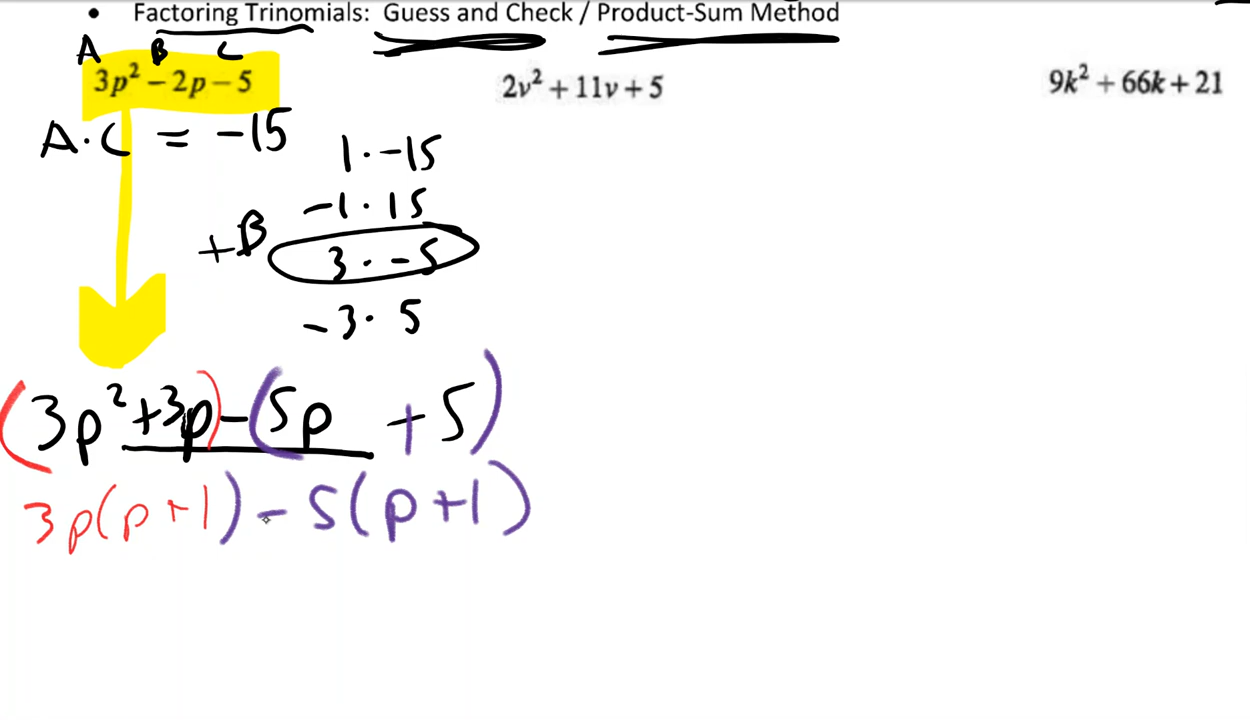 • Factoring Trinomials: Guess and Check / Product-Sum Method
A B C
3p² – 2p – 5
2v² + 11v + 5
9k² + 66k + 21
A·C = -15
1·-15
-1·15
+B
3·-5
-3·5
(3p²+3p)-(5p +5)
3p(p+1)-5(p+1)